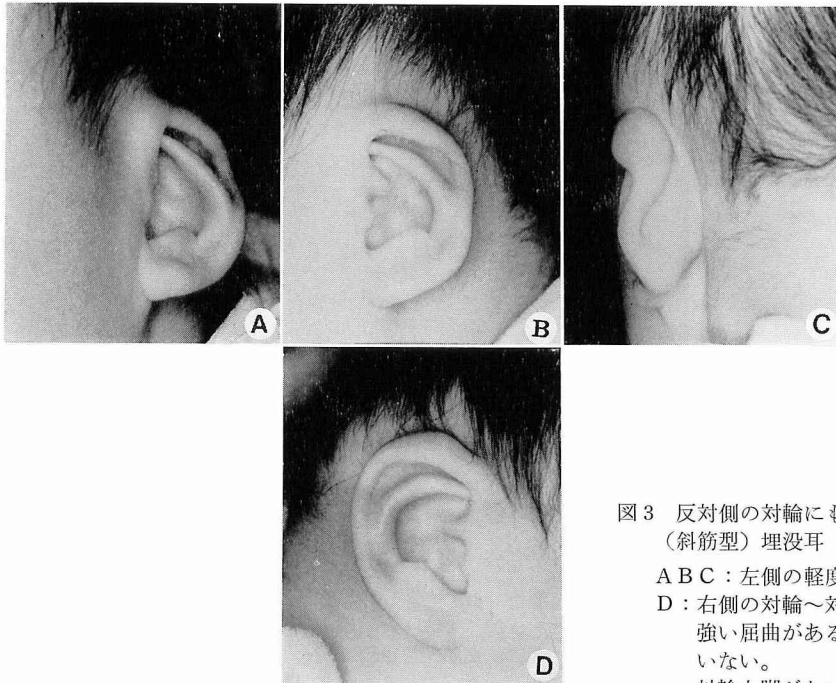 A
B
C
D
図3 反対側の対輪に
（斜筋型）埋没耳
ABC：左側の軽度
D：右側の対輪～対
強い屈曲がある
いない。